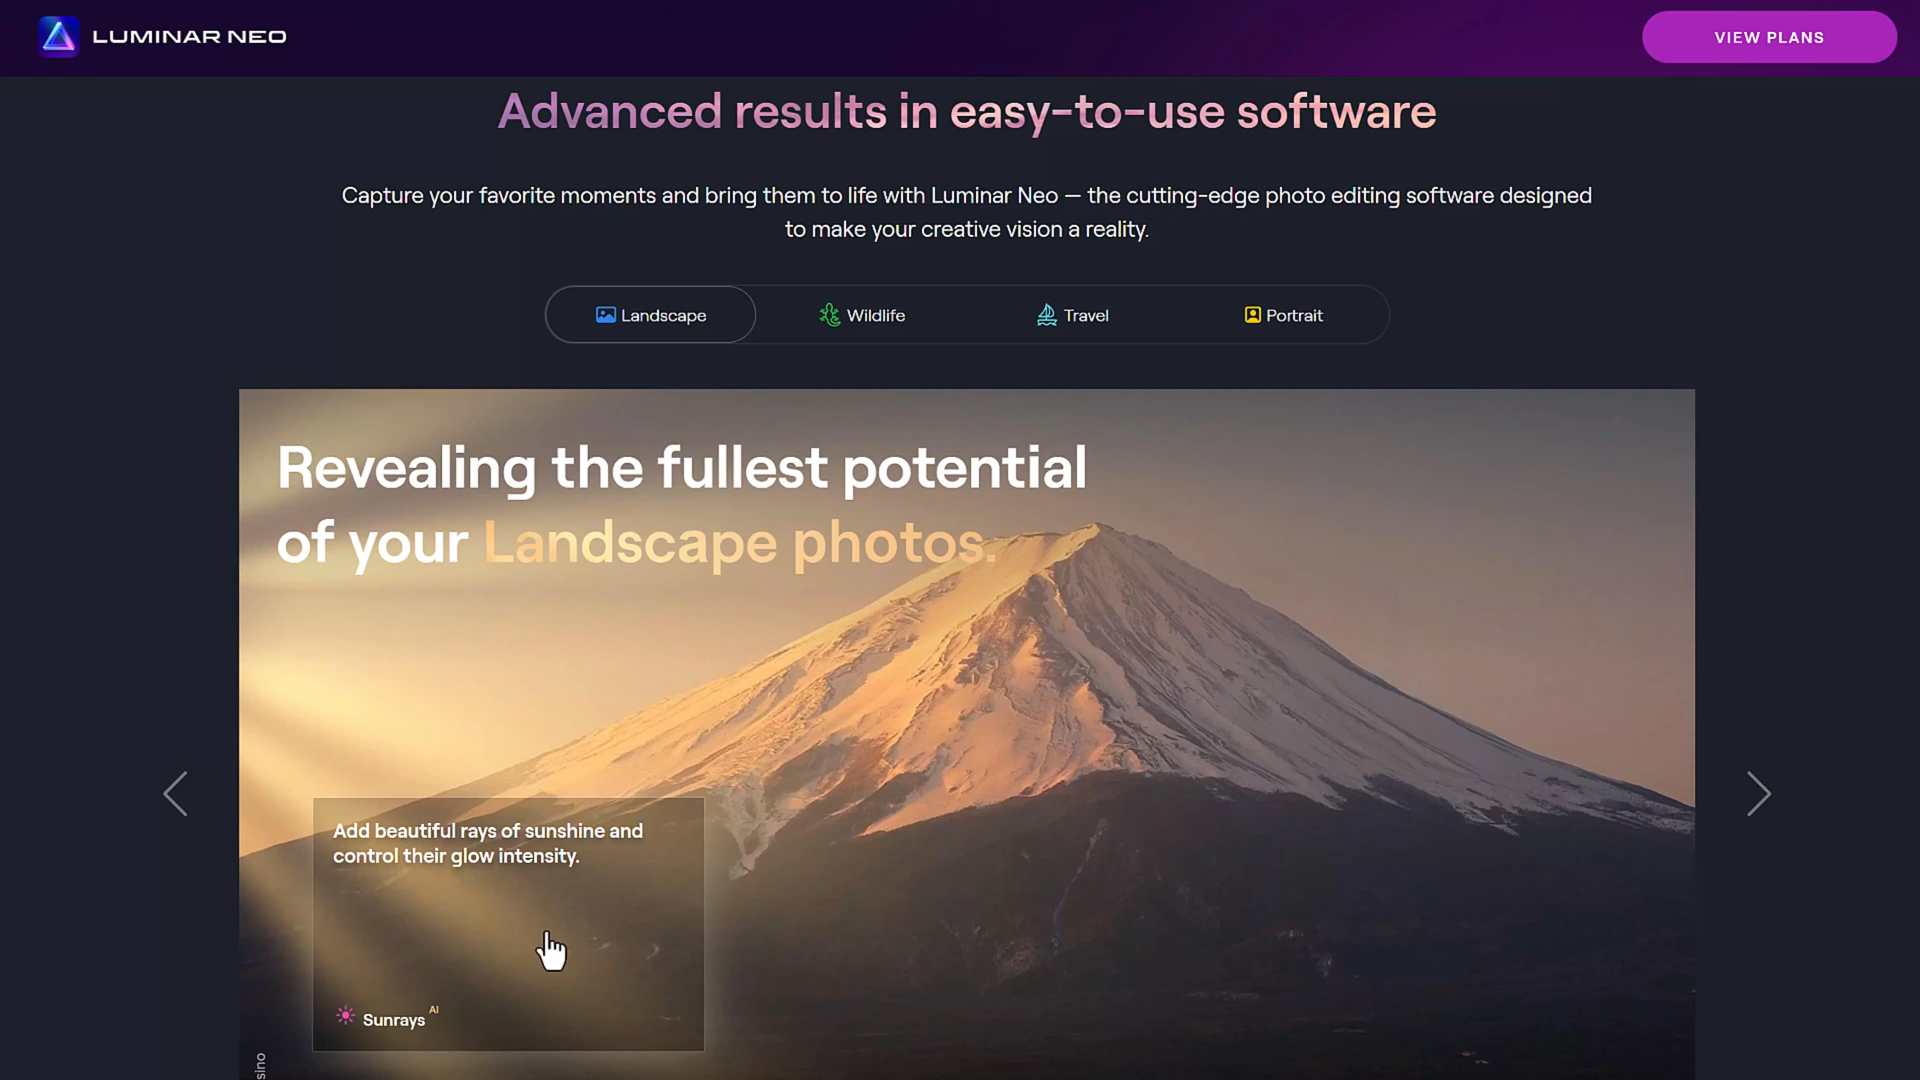 LUMINAR NEO
VIEW PLANS
Advanced results in easy-to-use software
Capture your favorite moments and bring them to life with Luminar Neo — the cutting-edge photo editing software designed
to make your creative vision a reality.
Landscape
Wildlife
Travel
Portrait
Revealing the fullest potential
of your Landscape photos.
Add beautiful rays of sunshine and
control their glow intensity.
Sunrays AI